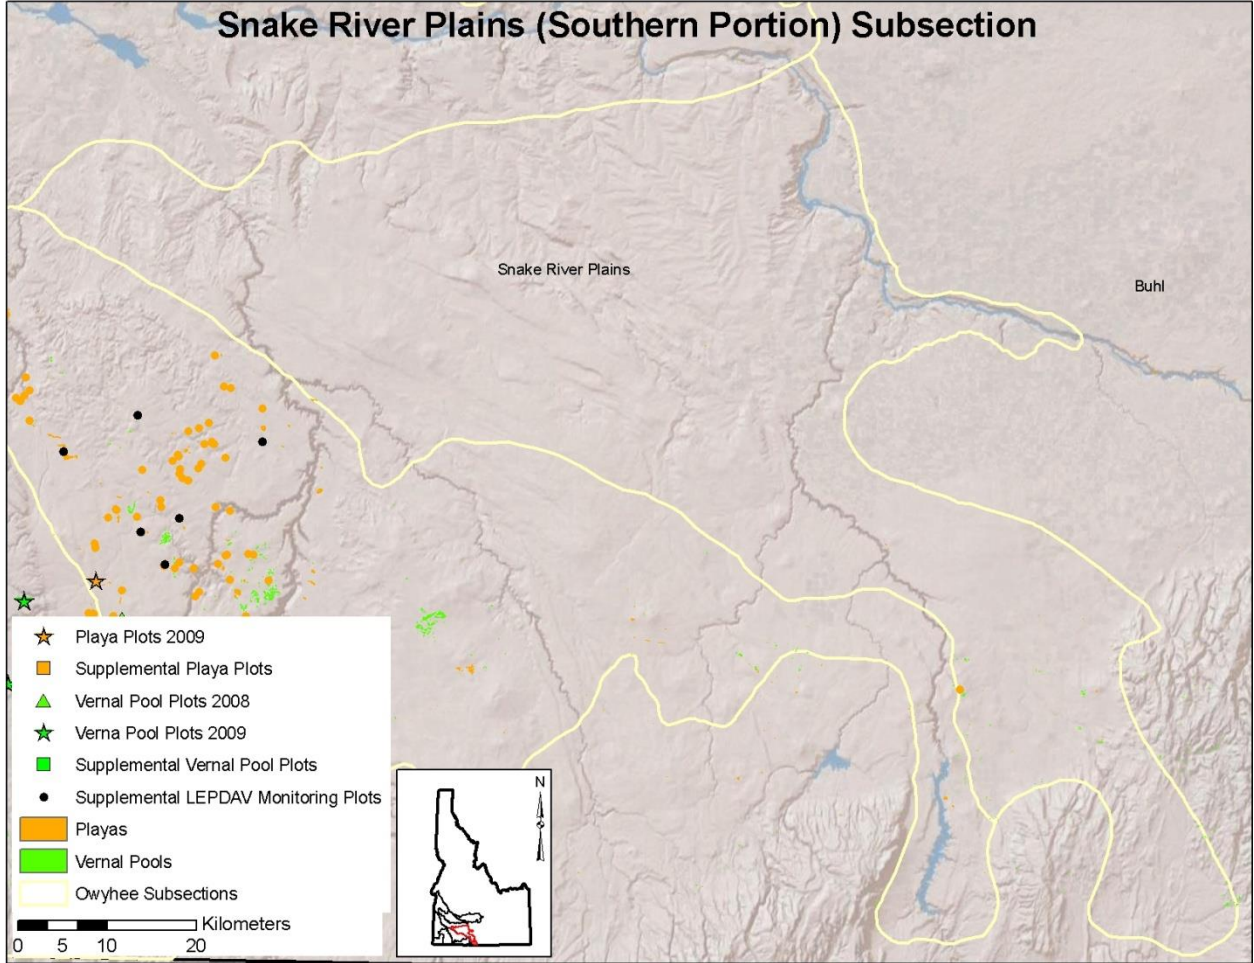 Snake River Plains (Southern Portion) Subsection
Snake River Plains
Buhl
Playa Plots 2009
Supplemental Playa Plots
Vernal Pool Plots 2008
Verna Pool Plots 2009
Supplemental Vernal Pool Plots
Supplemental LEPDAV Monitoring Plots
Playas
Vernal Pools
Owyhee Subsections
Kilometers
0 5 10 20
N